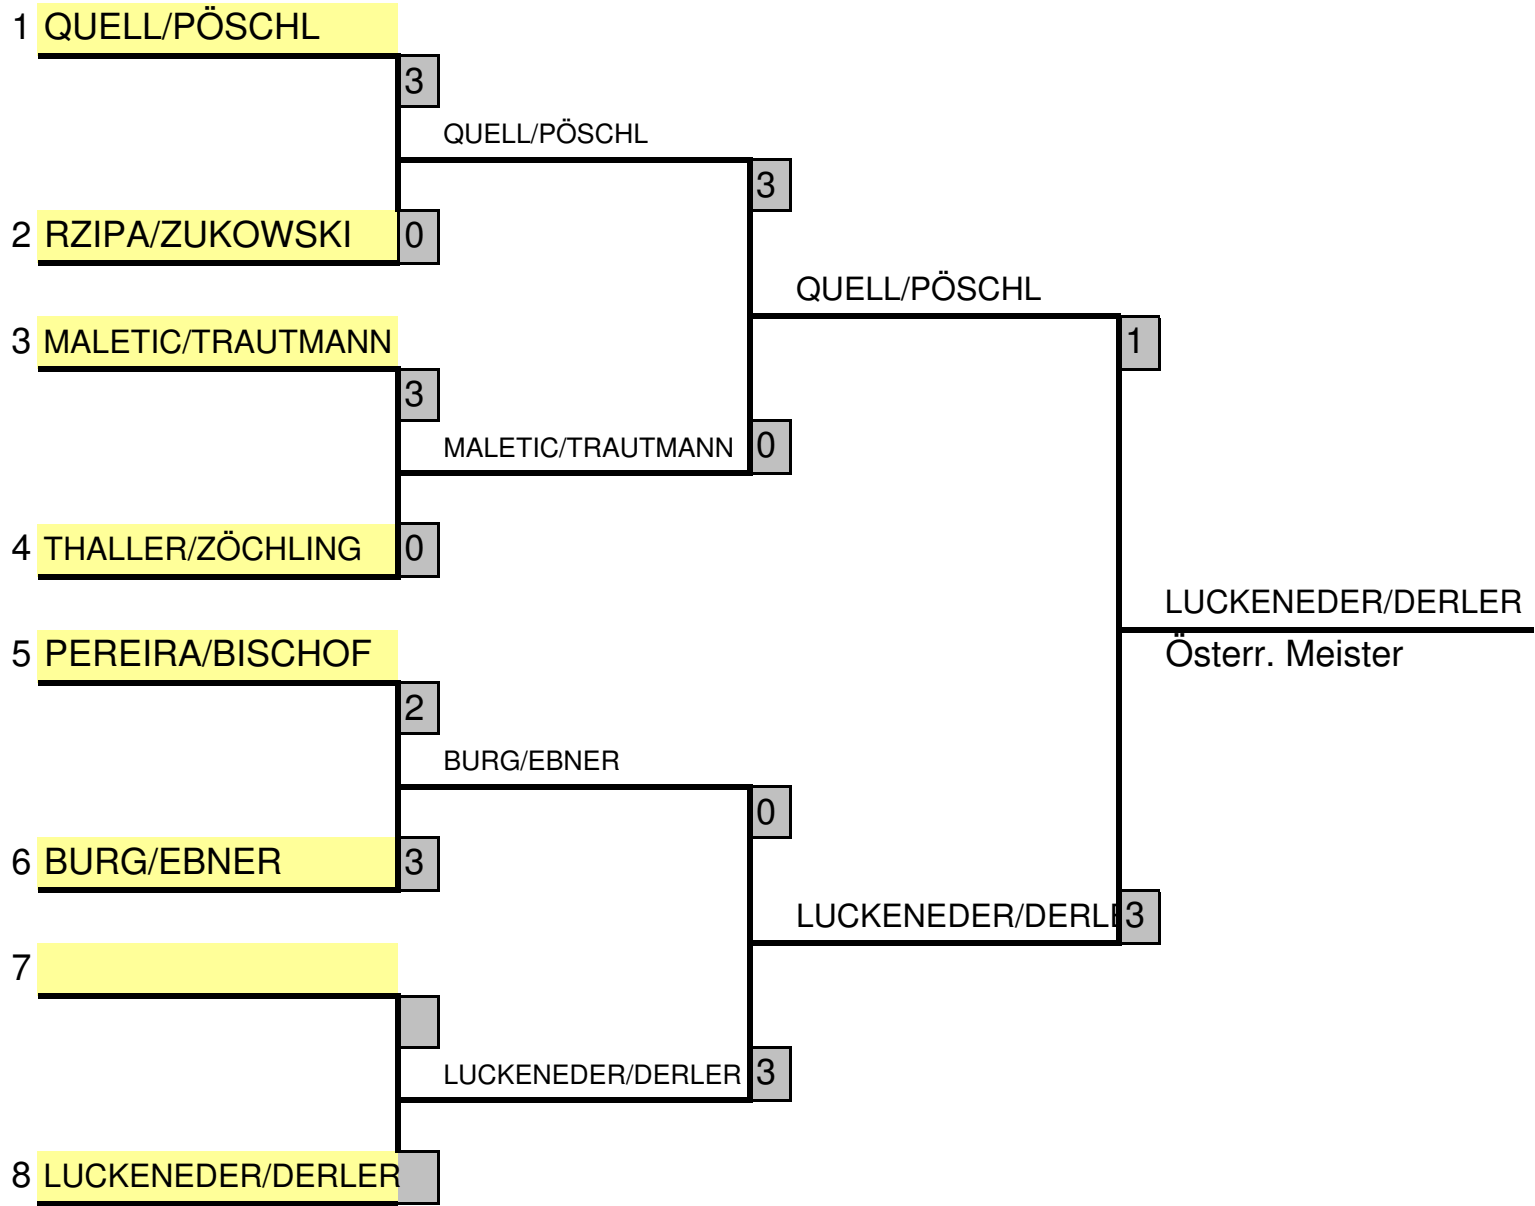 1 QUELL/PÖSCHL
3
QUELL/PÖSCHL
3
2 RZIPA/ZUKOWSKI 0
QUELL/PÖSCHL
3 MALETIC/TRAUTMANN
1
3
MALETIC/TRAUTMANN 0
4 THALLER/ZÖCHLING 0
LUCKENEDER/DERLER
Österr. Meister
5 PEREIRA/BISCHOF
2
BURG/EBNER
0
6 BURG/EBNER 3
LUCKENEDER/DERLE 3
7
LUCKENEDER/DERLER 3
8 LUCKENEDER/DERLER